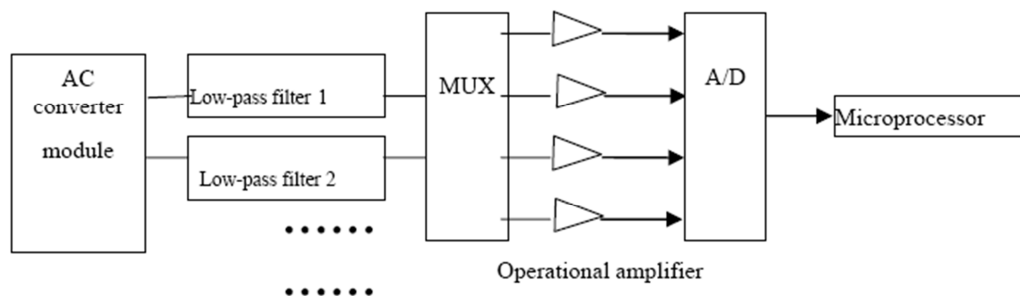 AC
converter
module
Low-pass filter 1
Low-pass filter 2
MUX
A/D
Microprocessor
Operational amplifier